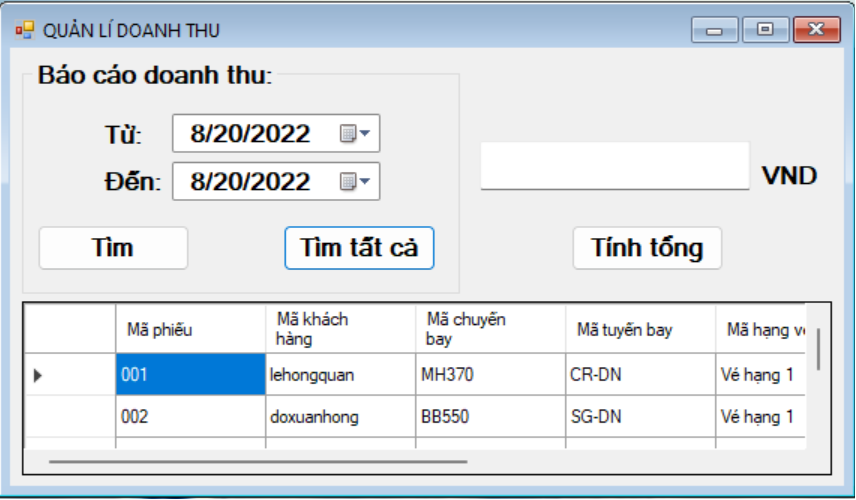 QUẢN LÍ DOANH THU
Báo cáo doanh thu:
Từ:
8/20/2022
Đến:
8/20/2022
VND
Tìm
Tìm tất cả
Tính tổng
Mã phiếu
Mã khách
hàng
Mã chuyến
bay
Mã tuyến bay
Mã hạng
001
lehongquan
MH370
CR-DN
Vé hạng 1
002
doxuanhong
BB550
SG-DN
Vé hạng 1